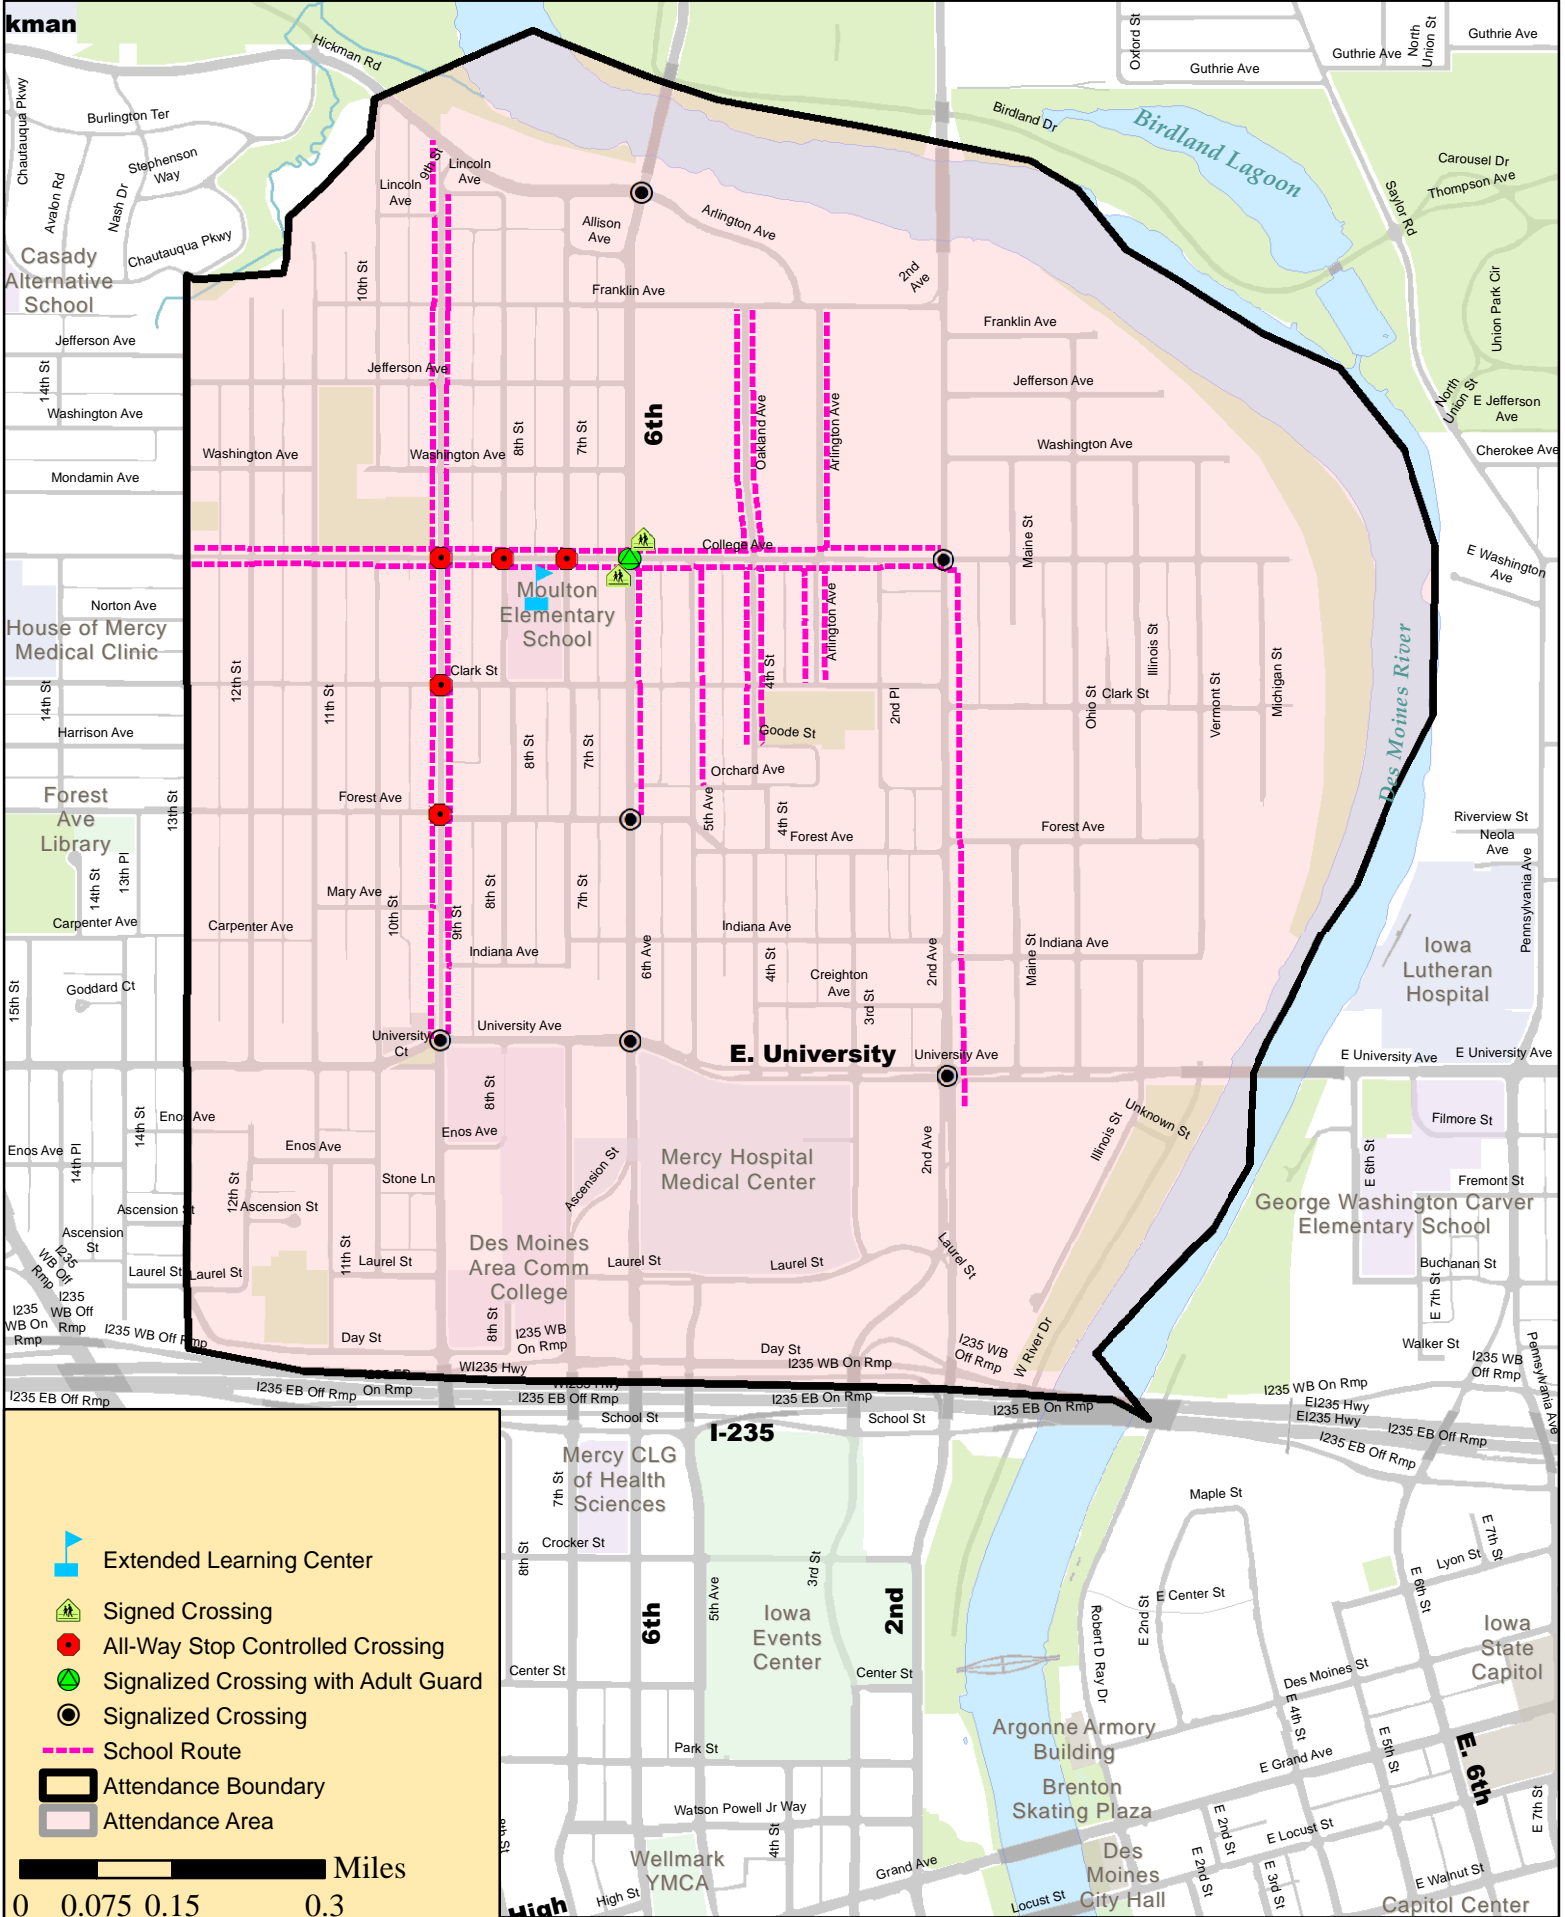 kman
Hickman Rd
Oxford St
Guthrie Ave
Guthrie Ave
North
Union St
Guthrie Ave
Chautauqua Pkwy
Burlington Ter
Stephenson
Way
Avalon Rd
Nash Dr
Chautauqua Pkwy
Casady
Alternative
School
Birdland Dr
Birdland Lagoon
Carousel Dr
Thompson Ave
Saylor Rd
Union Park Cir
9th St
Lincoln
Ave
Lincoln
Ave
Allison
Ave
Arlington Ave
2nd
Ave
10th St
Franklin Ave
Franklin Ave
Jefferson Ave
14th St
Jefferson Ave
Jefferson Ave
North
Union St
E Jefferson
Ave
Washington Ave
Washington Ave
Washington Ave
Washington Ave
8th St
7th St
6th
Oakland Ave
Arlington Ave
Cherokee Ave
Mondamin Ave
College Ave
Maine St
E Washington
Ave
Moulton
Elementary
School
Norton Ave
House of Mercy
Medical Clinic
Arlington Ave
Illinois St
Des Moines River
14th St
12th St
11th St
Clark St
4th St
2nd Pl
Ohio St
Clark St
Vermont St
Michigan St
Harrison Ave
8th St
7th St
Goode St
Orchard Ave
Forest
Ave
Library
13th St
Forest Ave
5th Ave
4th St
Forest Ave
Forest Ave
Riverview St
Neola
Ave
14th St
13th Pl
Pennsylvania Ave
Mary Ave
10th St
9th St
8th St
7th St
Carpenter Ave
Carpenter Ave
Indiana Ave
Indiana Ave
6th Ave
4th St
Creighton
Ave
3rd St
2nd Ave
Maine St
Indiana Ave
Iowa
Lutheran
Hospital
15th St
Goddard Ct
University
Ct
University Ave
E. University
University Ave
E University Ave
E University Ave
8th St
14th St
Enos Ave
Enos Ave
14th Pl
Enos Ave
Enos Ave
Stone Ln
Ascension St
Mercy Hospital
Medical Center
2nd Ave
Illinois St
Unknown St
Filmore St
E 6th St
Fremont St
George Washington Carver
Elementary School
12th St
Ascension St
Ascension St
Ascension
St
I235
WB Off
Rmp
Laurel St
Laurel St
11th St
Laurel St
Des Moines
Area Comm
College
Laurel St
Laurel St
Laurel St
Buchanan St
E 7th St
I235
WB On
Rmp
I235
WB Off
Rmp
I235 WB Off Rmp
Day St
8th St
I235 WB
On Rmp
Day St
I235 WB On Rmp
I235 WB
Off Rmp
W River Dr
Walker St
I235 WB
Off Rmp
Pennsylvania Ave
WI235 Hwy
On Rmp
I235 EB Off Rmp
I235 EB Off Rmp
I235 EB Off Rmp
I235 EB On Rmp
I235 EB On Rmp
I235 WB On Rmp
EI235 Hwy
EI235 Hwy
I235 EB Off Rmp
I235 EB Off Rmp
School St
I-235
School St
Mercy CLG
of Health
Sciences
7th St
Maple St
Crocker St
8th St
5th Ave
3rd St
E 7th St
Lyon St
E 6th St
E Center St
E 2nd St
Robert D Ray Dr
6th
Iowa
Events
Center
2nd
Iowa
State
Capitol
Center St
Center St
Des Moines St
E 4th St
Argonne Armory
Building
Park St
E 5th St
E Grand Ave
E. 6th
Brenton
Skating Plaza
Watson Powell Jr Way
4th St
E 2nd St
E Locust St
E 7th St
Wellmark
YMCA
Grand Ave
Des
Moines
City Hall
E 2nd St
E 3rd St
E Walnut St
High
High St
Locust St
Capitol Center
Extended Learning Center
Signed Crossing
All-Way Stop Controlled Crossing
Signalized Crossing with Adult Guard
Signalized Crossing
School Route
Attendance Boundary
Attendance Area
Miles
0 0.075 0.15 0.3